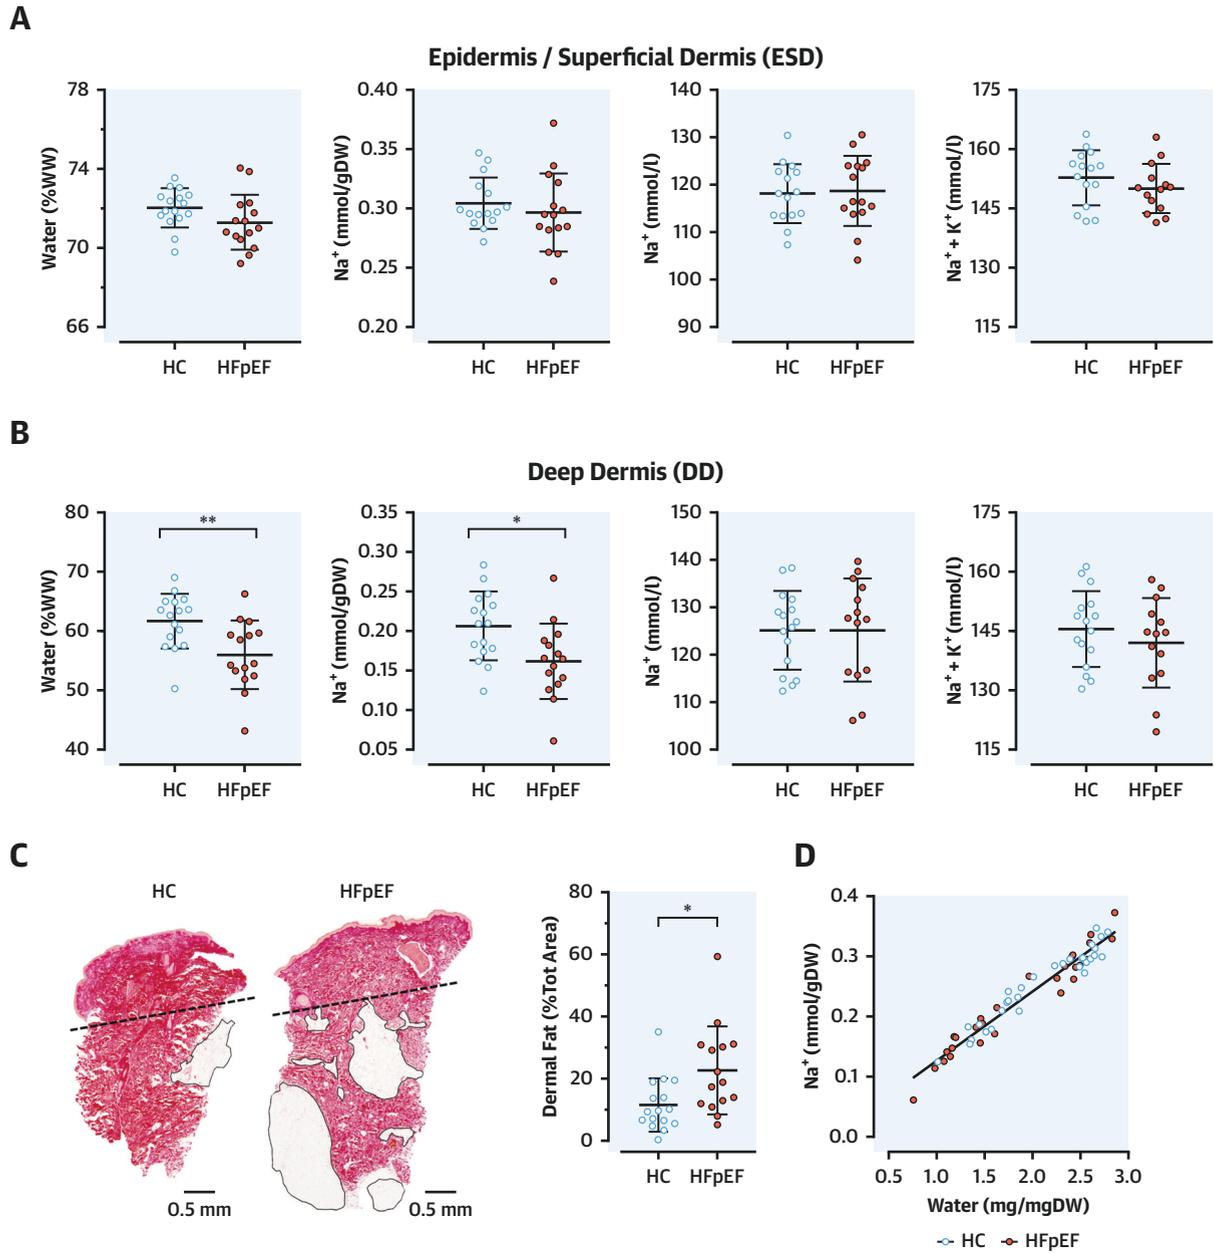 A
Epidermis / Superficial Dermis (ESD)
78
74
70
66
Water (%WW)
HC HFpEF
0.40
0.35
0.30
0.25
0.20
Na+ (mmol/gDW)
HC HFpEF
140
130
120
110
100
90
Na+ (mmol/l)
HC HFpEF
175
160
145
130
115
Na+ + K+ (mmol/l)
HC HFpEF
B
Deep Dermis (DD)
80
70
60
50
40
Water (%WW)
**
HC HFpEF
0.35
0.30
0.25
0.20
0.15
0.10
0.05
Na+ (mmol/gDW)
*
HC HFpEF
150
140
130
120
110
100
Na+ (mmol/l)
HC HFpEF
175
160
145
130
115
Na+ + K+ (mmol/l)
HC HFpEF
C
HC
HFpEF
0.5 mm
0.5 mm
80
60
40
20
0
Dermal Fat (%Tot Area)
*
HC HFpEF
D
0.4
0.3
0.2
0.1
0.0
Na+ (mmol/gDW)
0.5 1.0 1.5 2.0 2.5 3.0
Water (mg/mgDW)
HC HFpEF